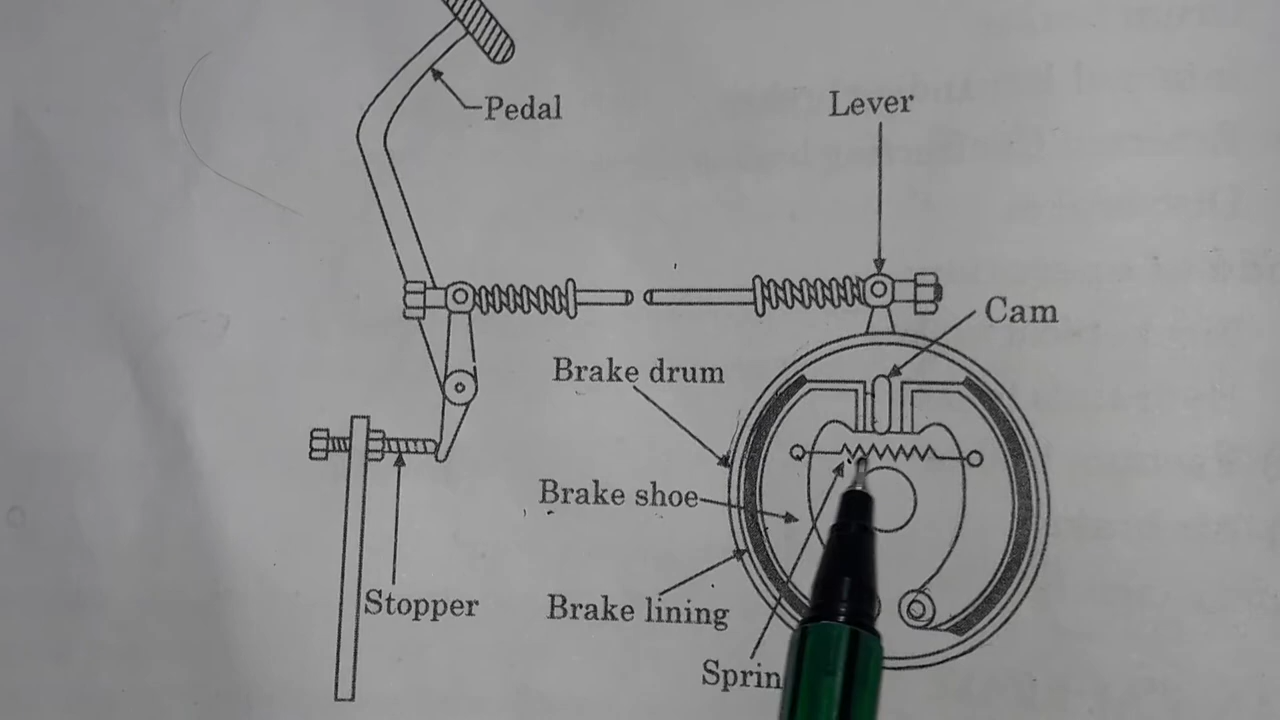 Pedal
Lever
Cam
Brake drum
Brake shoe
Stopper
Brake lining
Sprin